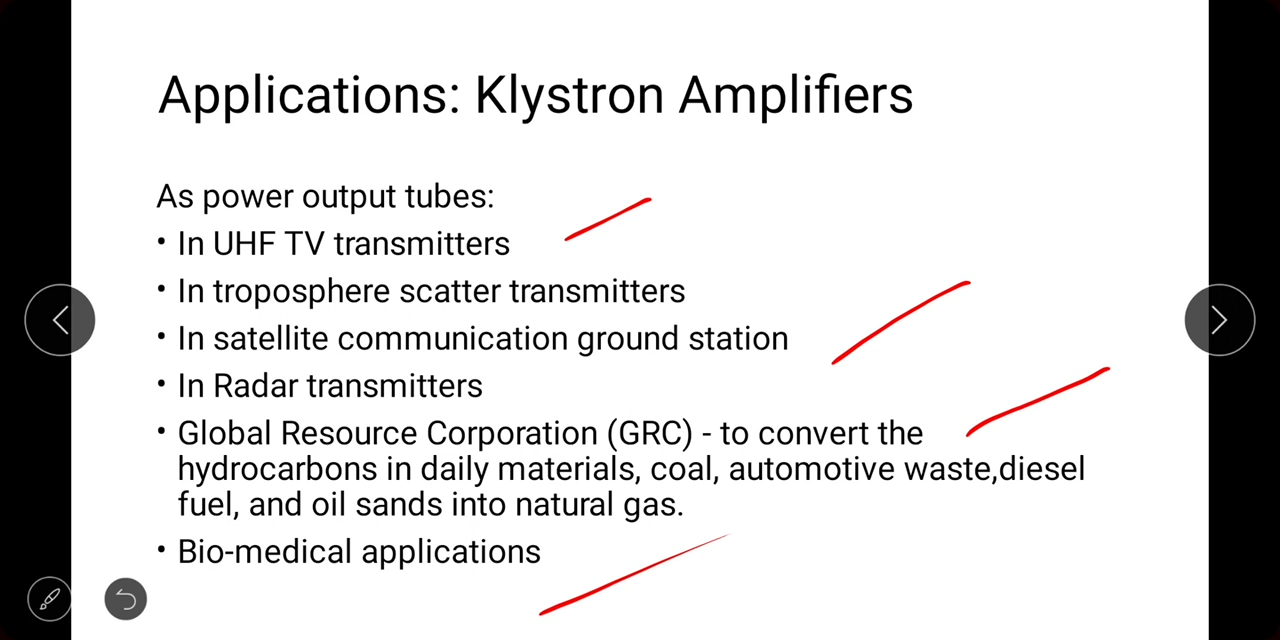 Applications: Klystron Amplifiers
As power output tubes:
• In UHF TV transmitters
• In troposphere scatter transmitters
• In satellite communication ground station
• In Radar transmitters
• Global Resource Corporation (GRC) - to convert the
hydrocarbons in daily materials, coal, automotive waste,diesel
fuel, and oil sands into natural gas.
• Bio-medical applications